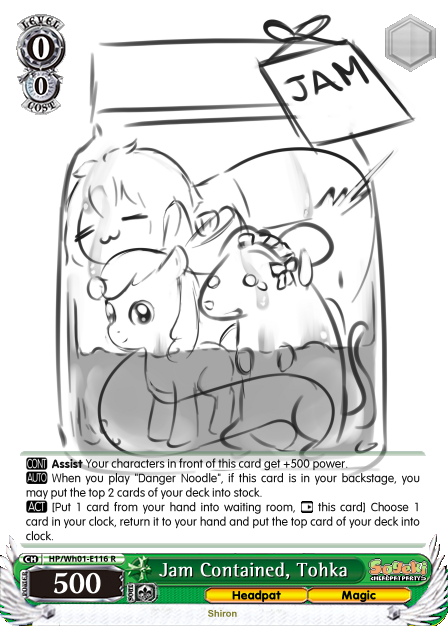 LEVEL
0
0
COST
JAM
CONT Assist Your characters in front of this card get +500 power.
AUTO When you play "Danger Noodle", if this card is in your backstage, you
may put the top 2 cards of your deck into stock.
ACT [Put 1 card from your hand into waiting room, this card] Choose 1
card in your clock, return it to your hand and put the top card of your deck into
clock.
CH HP/Wh01-E116 R
POWER 500 SOUL Jam Contained, Tohka
HEADPAT PARTY
Headpat Magic
Shiron